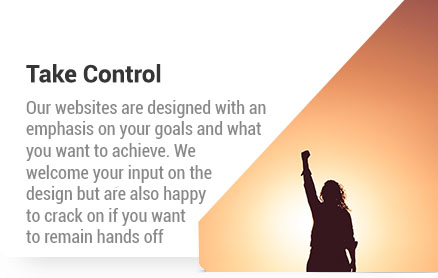 Take Control
Our websites are designed with an
emphasis on your goals and what
you want to achieve. We
welcome your input on the
design but are also happy
to crack on if you want
to remain hands off